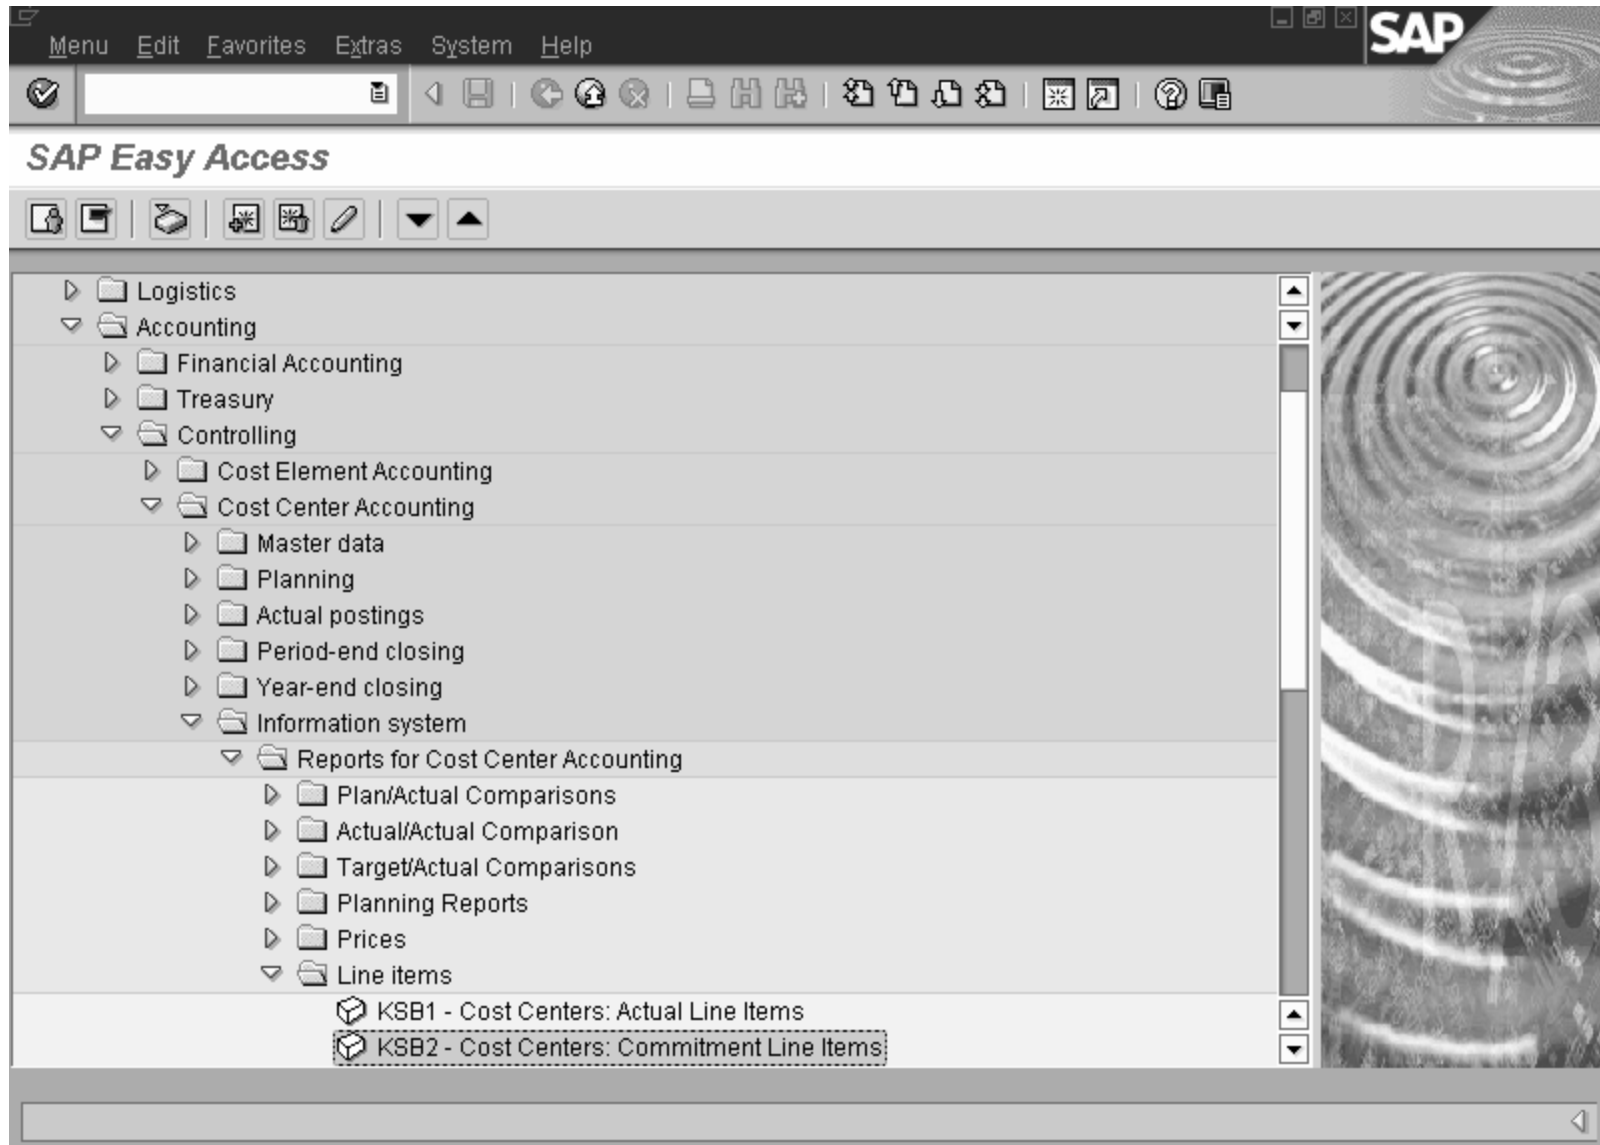 Menu Edit Favorites Extras System Help
SAP
SAP Easy Access
Logistics
Accounting
Financial Accounting
Treasury
Controlling
Cost Element Accounting
Cost Center Accounting
Master data
Planning
Actual postings
Period-end closing
Year-end closing
Information system
Reports for Cost Center Accounting
Plan/Actual Comparisons
Actual/Actual Comparison
Target/Actual Comparisons
Planning Reports
Prices
Line items
KSB1 - Cost Centers: Actual Line Items
KSB2 - Cost Centers: Commitment Line Items